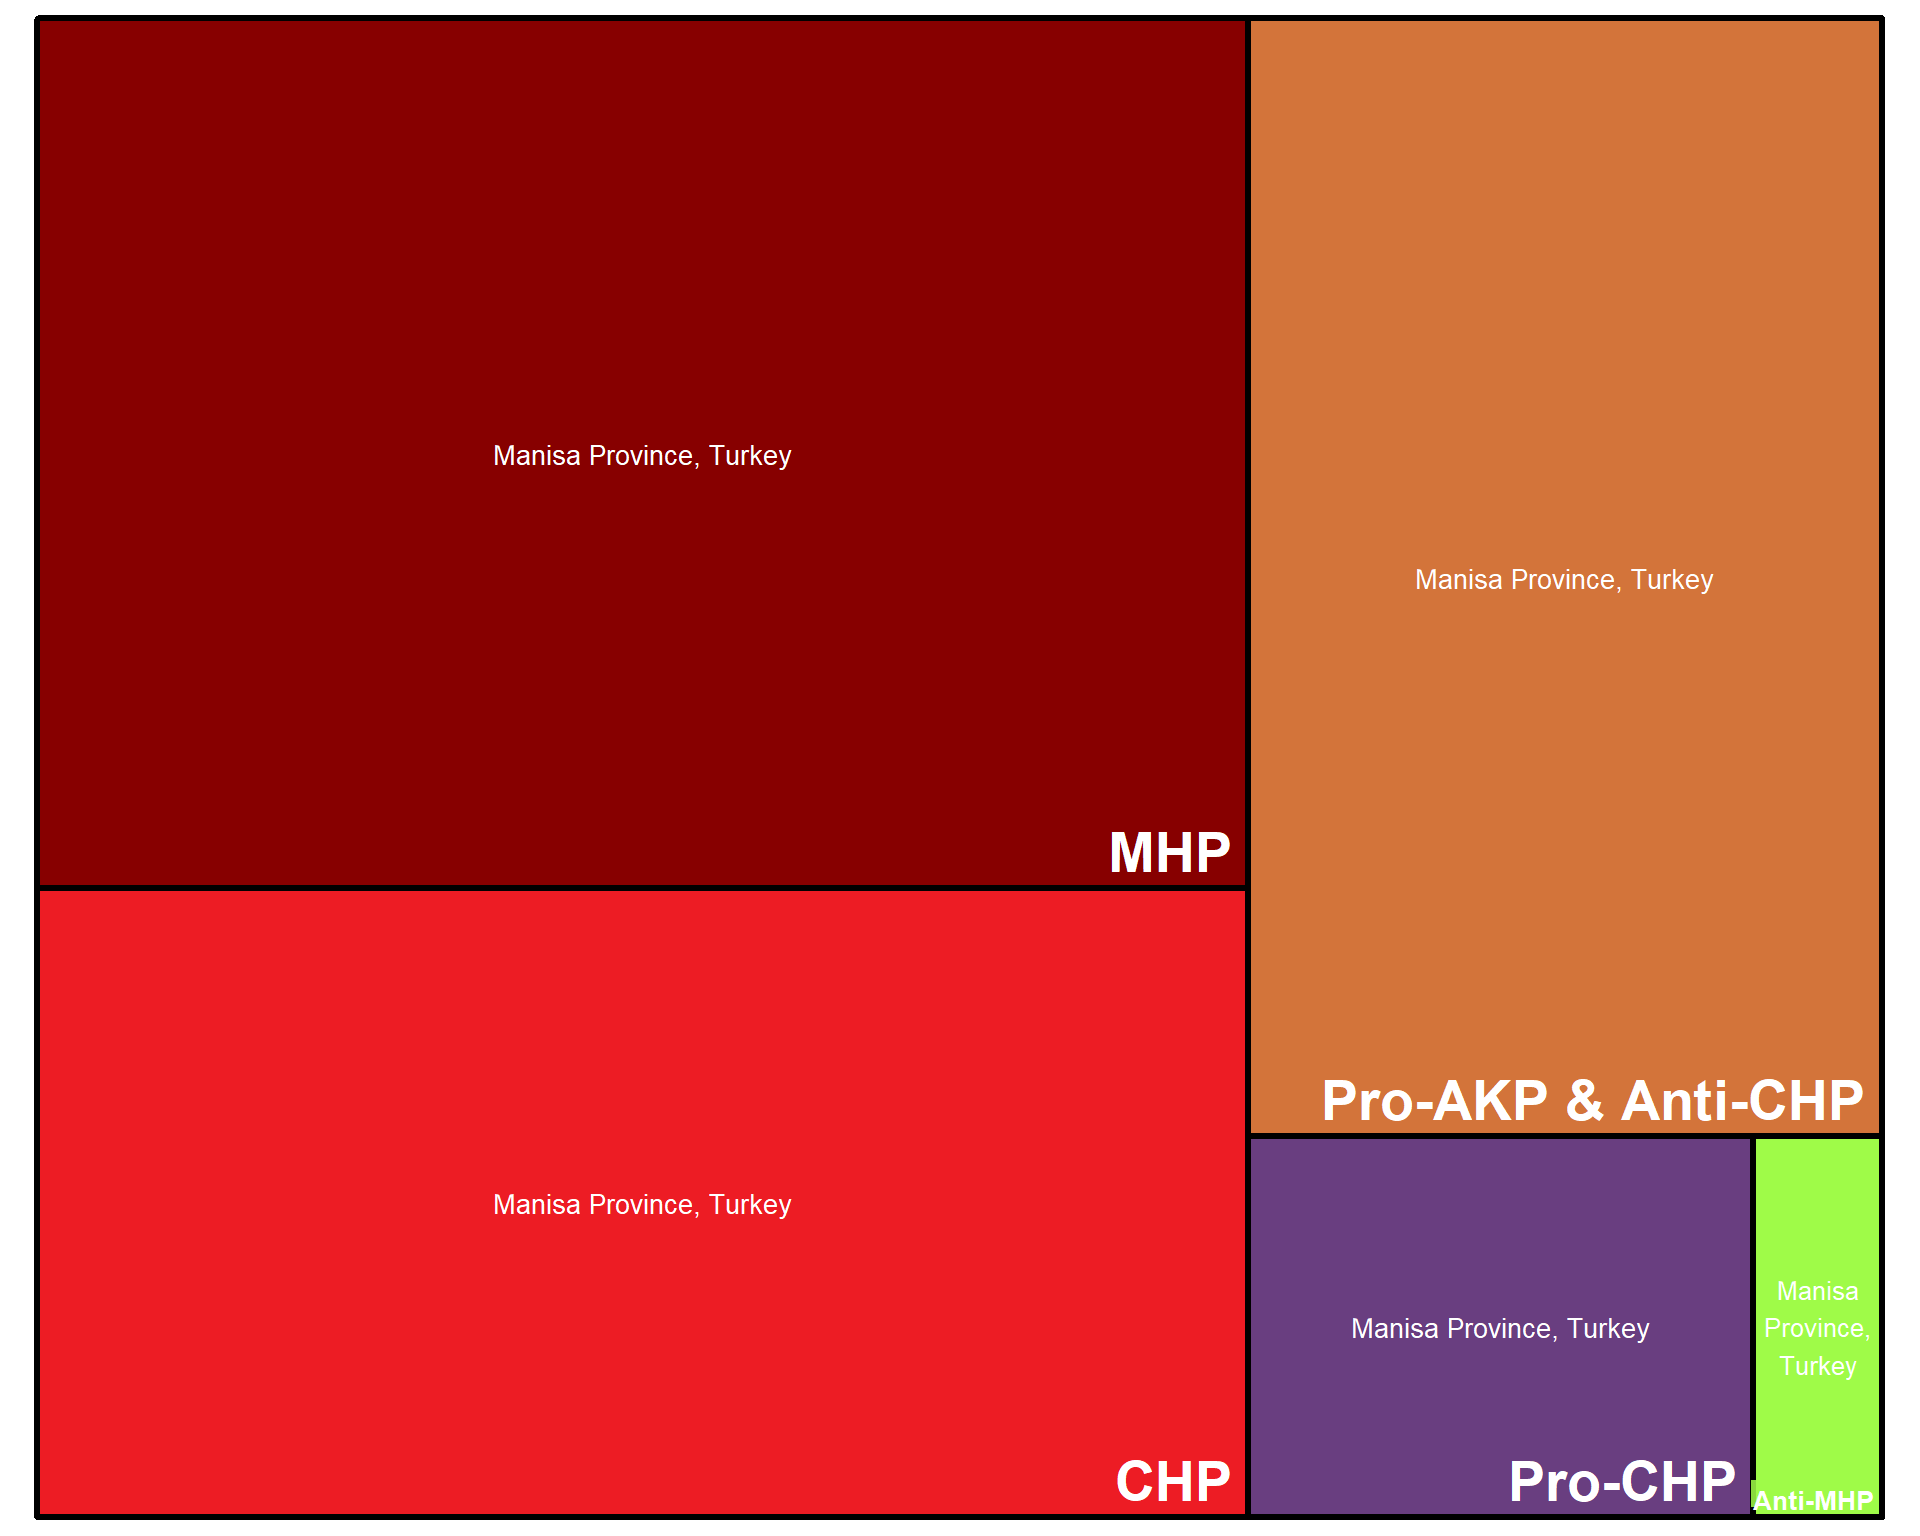 Manisa Province, Turkey
MHP
Manisa Province, Turkey
Pro-AKP & Anti-CHP
Manisa Province, Turkey
CHP
Manisa Province, Turkey
Pro-CHP
Manisa
Province,
Turkey
Anti-MHP